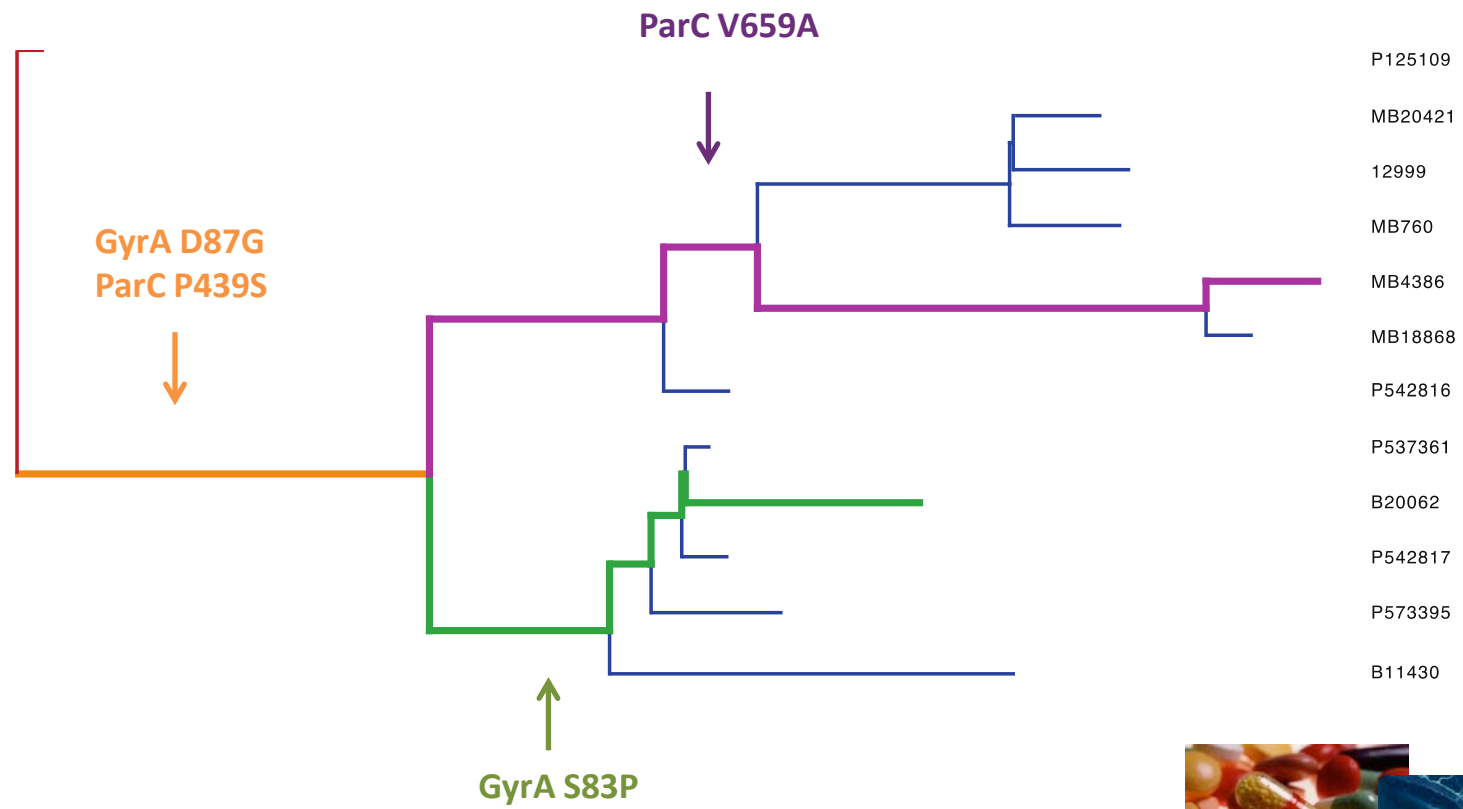 ParC V659A
P125109
MB20421
12999
MB760
GyrA D87G
ParC P439S
MB4386
MB18868
P542816
P537361
B20062
P542817
P573395
B11430
GyrA S83P